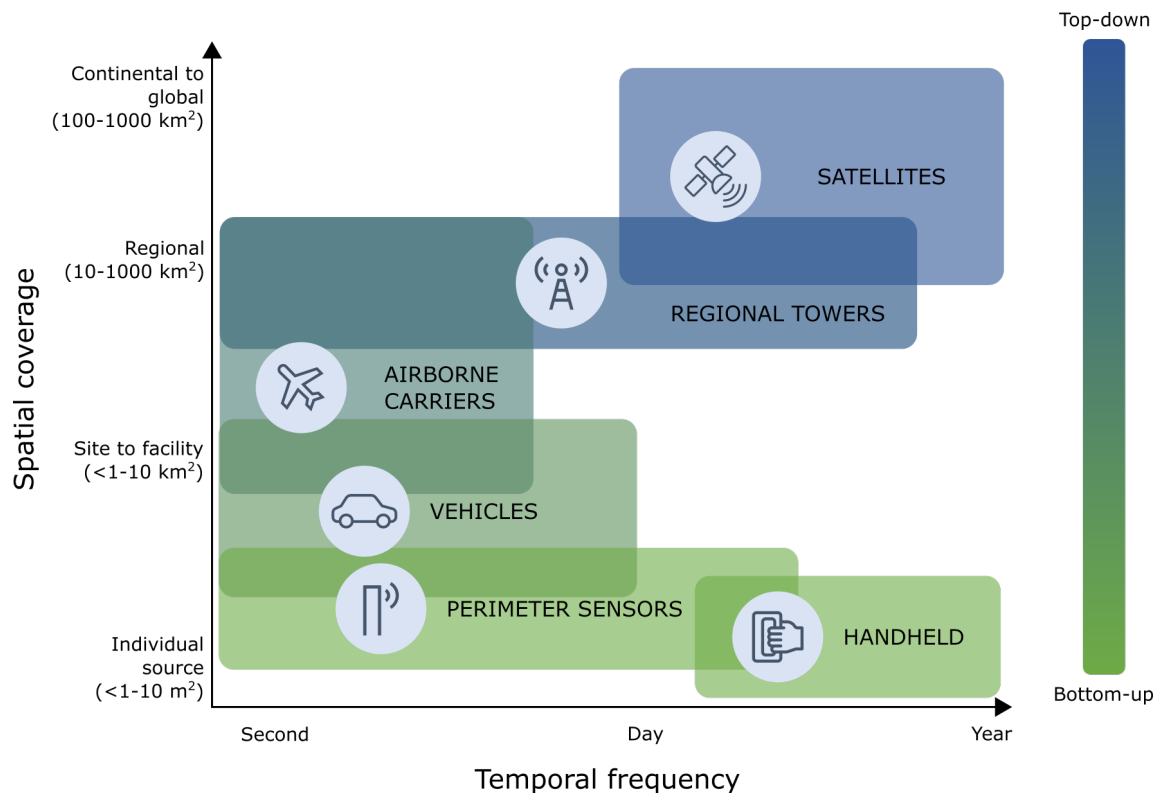 Top-down
Continental to
global
(100-1000 km²)
SATELLITES
Regional
(10-1000 km²)
REGIONAL TOWERS
AIRBORNE
CARRIERS
Spatial coverage
Site to facility
(<1-10 km²)
VEHICLES
PERIMETER SENSORS
HANDHELD
Individual
source
(<1-10 m²)
Bottom-up
Second
Day
Year
Temporal frequency